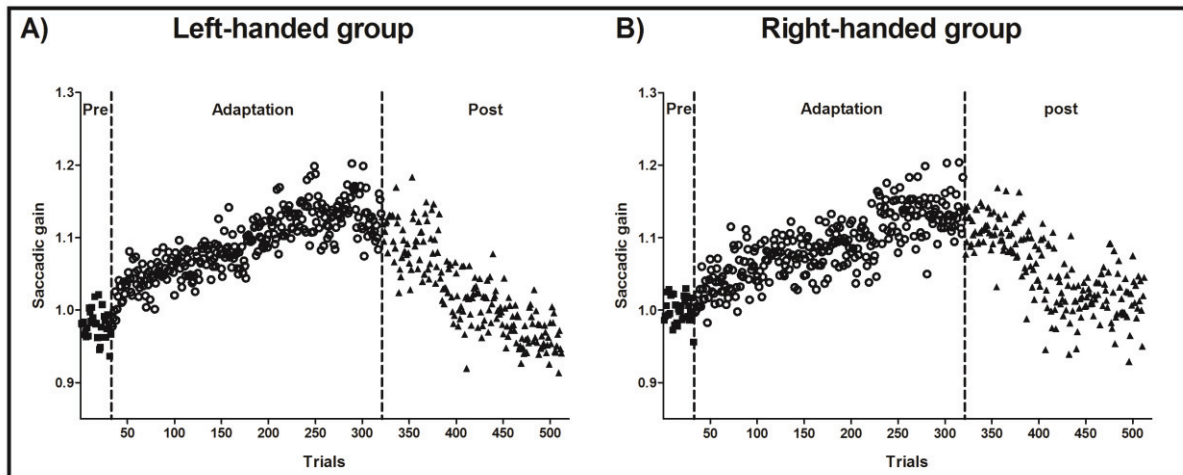 A) Left-handed group
1.3
Pre Adaptation Post
1.2
1.1
1.0
0.9
Saccadic gain
50 100 150 200 250 300 350 400 450 500
Trials
B) Right-handed group
1.3
Pre Adaptation post
1.2
1.1
1.0
0.9
Saccadic gain
50 100 150 200 250 300 350 400 450 500
Trials